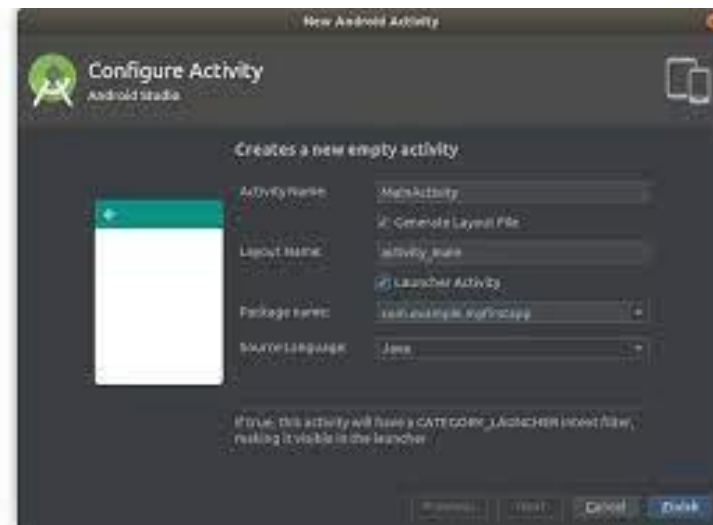 New Android Activity
Configure Activity
Android Studio
Creates a new empty activity
Activity Name: MainActivity
Generate Layout File
Layout Name: activity_main
Launcher Activity
Package name: com.example.myfirstapp
Source Language: Java
If true, this activity will have a CATEGORY_LAUNCHER intent filter,
making it visible in the launcher
Previous Next Cancel Finish